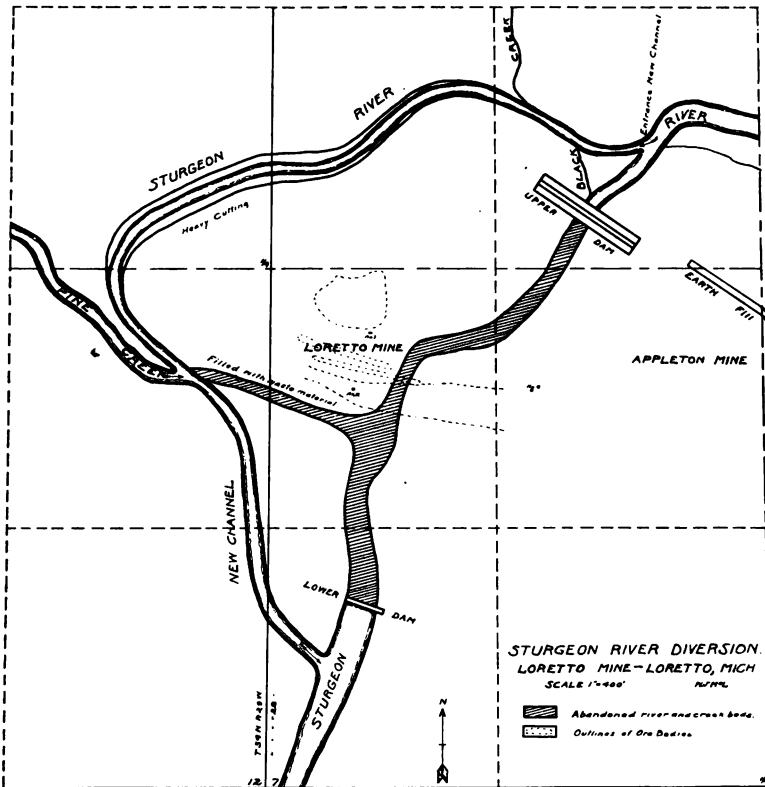 CREEK
Entrance New Channel
RIVER
RIVER
STURGEON
BLACK
UPPER
DAM
Heavy Cutting
EARTH Fill
PINE
CREEK
LORETTO MINE
APPLETON MINE
Filled with waste material
NEW CHANNEL
LOWER
DAM
STURGEON
STURGEON RIVER DIVERSION.
LORETTO MINE-LORETTO, MICH
SCALE 1"=400'
Abandoned river and creek beds.
Outlines of Ore Bodies
N
12 7